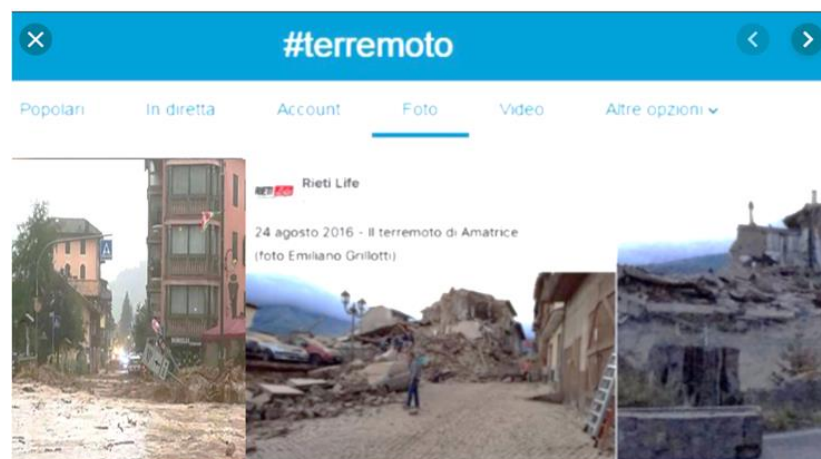 #terremoto
Popolari In diretta Account Foto Video Altre opzioni
Rieti Life
24 agosto 2016 - Il terremoto di Amatrice
(foto Emiliano Grillotti)